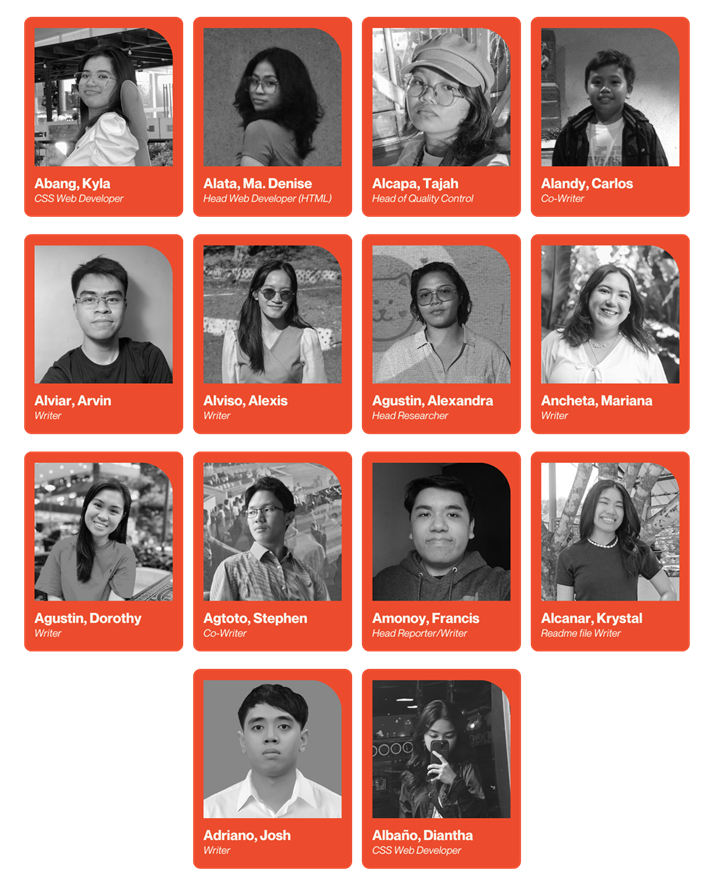 Abang, Kyla
CSS Web Developer
Alata, Ma. Denise
Head Web Developer (HTML)
Alcapa, Tajah
Head of Quality Control
Alandy, Carlos
Co-Writer
Alviar, Arvin
Writer
Alviso, Alexis
Writer
Agustin, Alexandra
Head Researcher
Ancheta, Mariana
Writer
Agustin, Dorothy
Writer
Agtoto, Stephen
Co-Writer
Amonoy, Francis
Head Reporter/Writer
Alcanar, Krystal
Readme file Writer
Adriano, Josh
Writer
Albaño, Diantha
CSS Web Developer